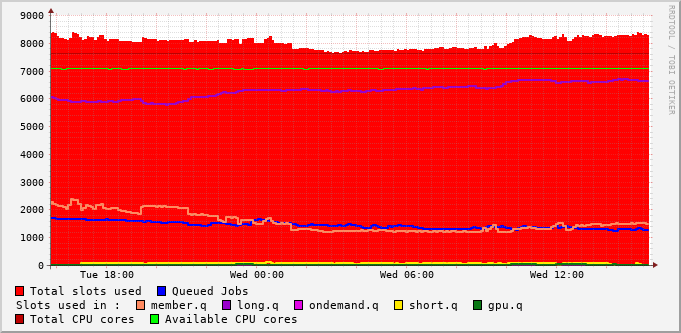 9000
8000
7000
6000
5000
4000
3000
2000
1000
0
Tue 18:00 Wed 00:00 Wed 06:00 Wed 12:00
Total slots used Queued Jobs
Slots used in : member.q long.q ondemand.q short.q gpu.q
Total CPU cores Available CPU cores
RRDTOOL / TOBI OETIKER